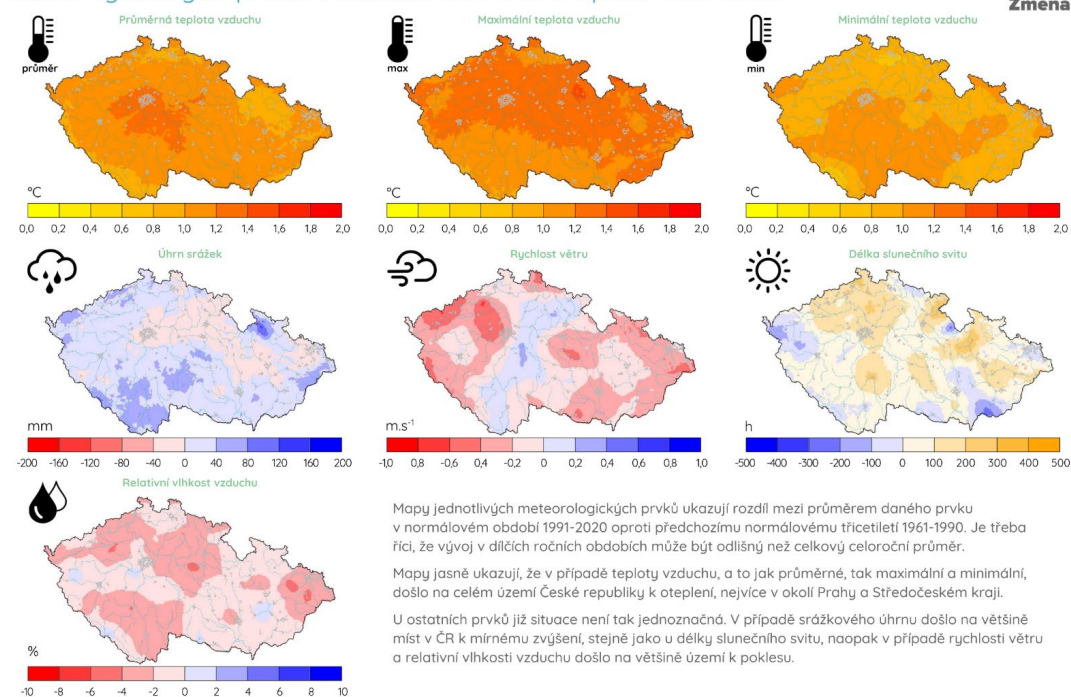 Změna
Průměrná teplota vzduchu
Maximální teplota vzduchu
Minimální teplota vzduchu
průměr
max
min
°C
°C
°C
0,0 0,2 0,4 0,6 0,8 1,0 1,2 1,4 1,6 1,8 2,0
0,0 0,2 0,4 0,6 0,8 1,0 1,2 1,4 1,6 1,8 2,0
0,0 0,2 0,4 0,6 0,8 1,0 1,2 1,4 1,6 1,8 2,0
Úhrn srážek
Rychlost větru
Délka slunečního svitu
mm
m.s⁻¹
h
-200 -160 -120 -80 -40 0 40 80 120 160 200
-1,0 0,8 -0,6 0,4 -0,2 0 0,2 0,4 0,6 0,8 1,0
-500 -400 -300 -200 -100 0 100 200 300 400 500
Relativní vlhkost vzduchu
%
-10 -8 -6 -4 -2 0 2 4 6 8 10
Mapy jednotlivých meteorologických prvků ukazují rozdíl mezi průměrem daného prvku
v normálovém období 1991-2020 oproti předchozímu normálovému třicetiletí 1961-1990. Je třeba
říci, že vývoj v dílčích ročních obdobích může být odlišný než celkový celoroční průměr.
Mapy jasně ukazují, že v případě teploty vzduchu, a to jak průměrné, tak maximální a minimální,
došlo na celém území České republiky k oteplení, nejvíce v okolí Prahy a Středočeském kraji.
U ostatních prvků již situace není tak jednoznačná. V případě srážkového úhrnu došlo na většině
míst v ČR k mírnému zvýšení, stejně jako u délky slunečního svitu, naopak v případě rychlosti větru
a relativní vlhkosti vzduchu došlo na většině území k poklesu.